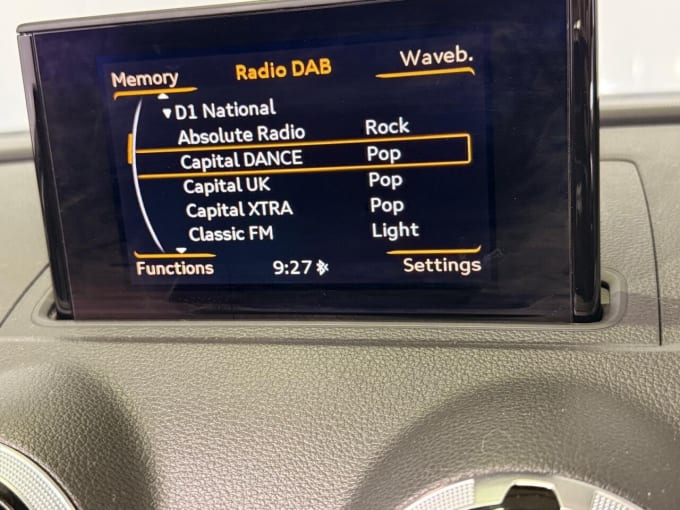 Memory Radio DAB Waveb.
D1 National
Absolute Radio Rock
Capital DANCE Pop
Capital UK Pop
Capital XTRA Pop
Classic FM Light
Functions 9:27 Settings